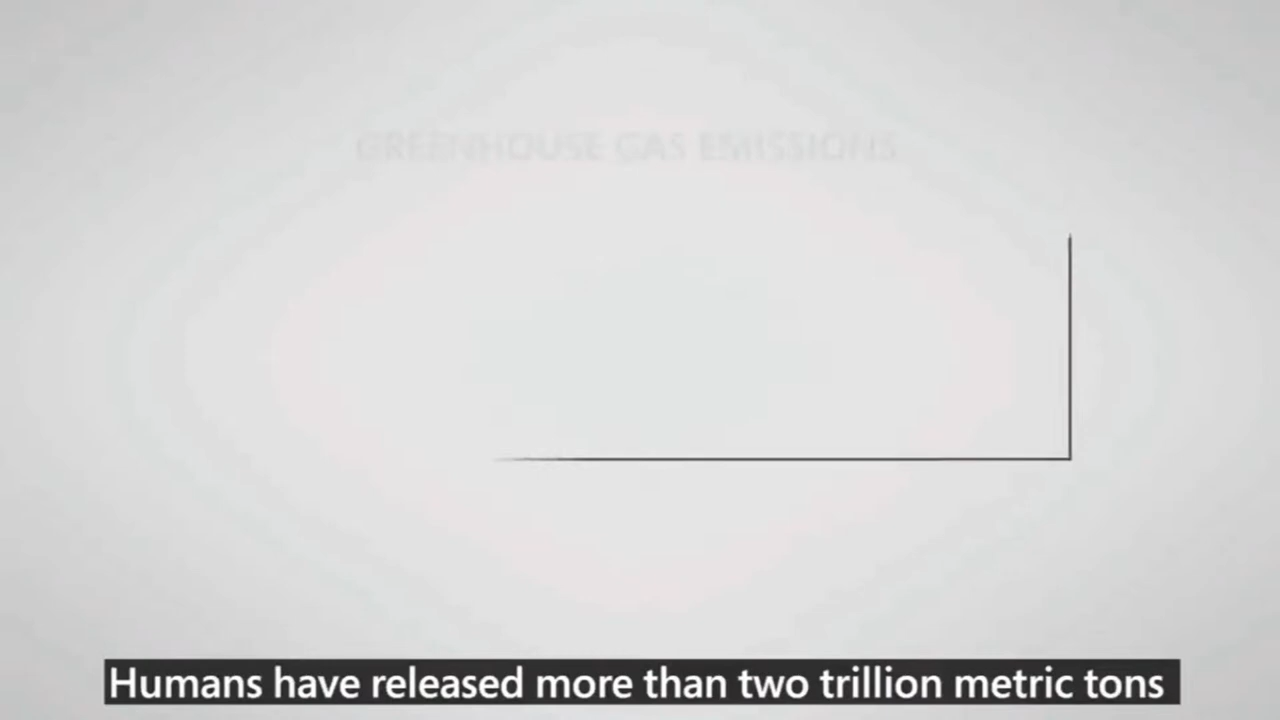 GREENHOUSE GAS EMISSIONS
Humans have released more than two trillion metric tons